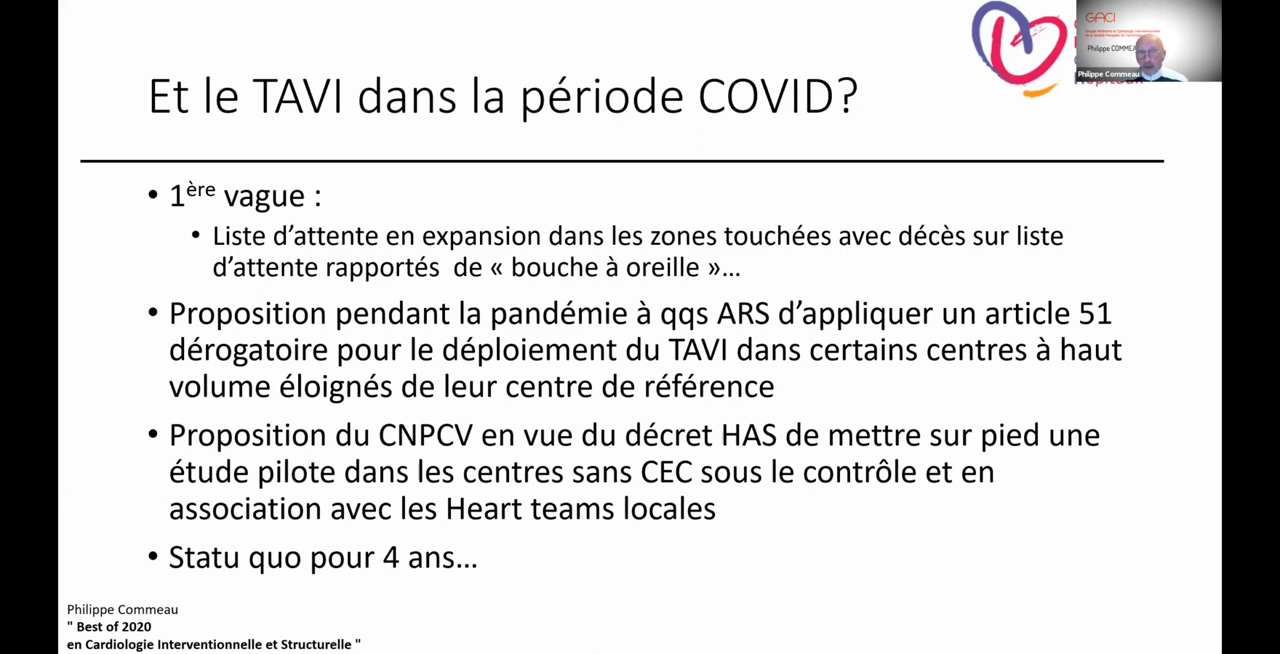 GACI
Philippe COMMEA
Philippe Commeau
Et le TAVI dans la période COVID?
• 1ère vague :
• Liste d’attente en expansion dans les zones touchées avec décès sur liste
d’attente rapportés de « bouche à oreille »…
• Proposition pendant la pandémie à qqs ARS d’appliquer un article 51
dérogatoire pour le déploiement du TAVI dans certains centres à haut
volume éloignés de leur centre de référence
• Proposition du CNPCV en vue du décret HAS de mettre sur pied une
étude pilote dans les centres sans CEC sous le contrôle et en
association avec les Heart teams locales
• Statu quo pour 4 ans…
Philippe Commeau
" Best of 2020
en Cardiologie Interventionnelle et Structurelle "